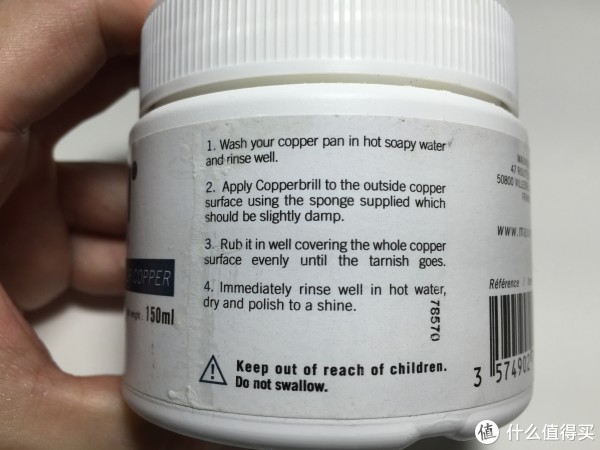 1. Wash your copper pan in hot soapy water
and rinse well.
2. Apply Copperbrill to the outside copper
surface using the sponge supplied which
should be slightly damp.
3. Rub it in well covering the whole copper
surface evenly until the tarnish goes.
4. Immediately rinse well in hot water,
dry and polish to a shine.
78570
Keep out of reach of children.
Do not swallow.
COPPER
150ml
47
50800
www.
Référence /
3 574902
值 什么值得买